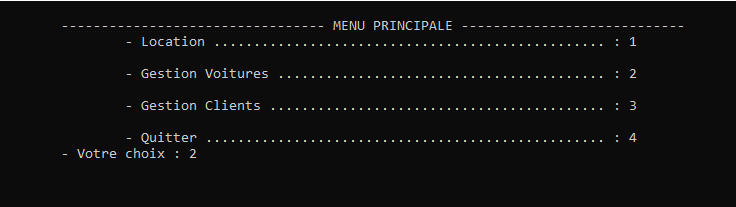 --------------------------------- MENU PRINCIPALE ----------------------------
- Location ................................................. : 1
- Gestion Voitures ......................................... : 2
- Gestion Clients .......................................... : 3
- Quitter .................................................. : 4
- Votre choix : 2